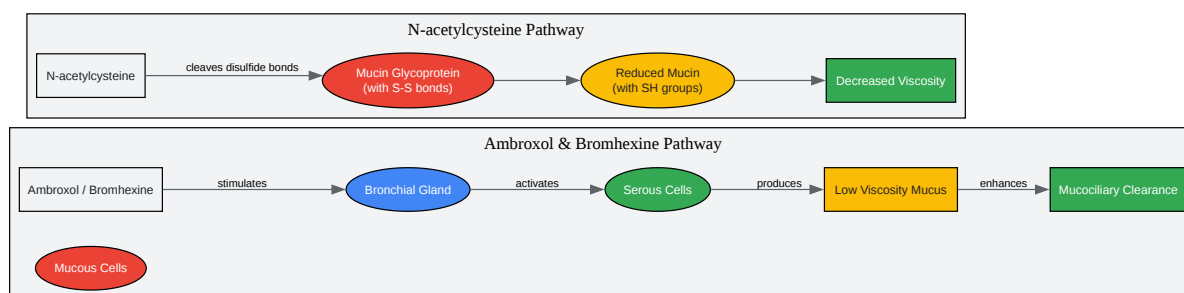 N-acetylcysteine Pathway
N-acetylcysteine
cleaves disulfide bonds
Mucin Glycoprotein
(with S-S bonds)
Reduced Mucin
(with SH groups)
Decreased Viscosity
Ambroxol & Bromhexine Pathway
Ambroxol / Bromhexine
stimulates
Bronchial Gland
activates
Serous Cells
produces
Low Viscosity Mucus
enhances
Mucociliary Clearance
Mucous Cells